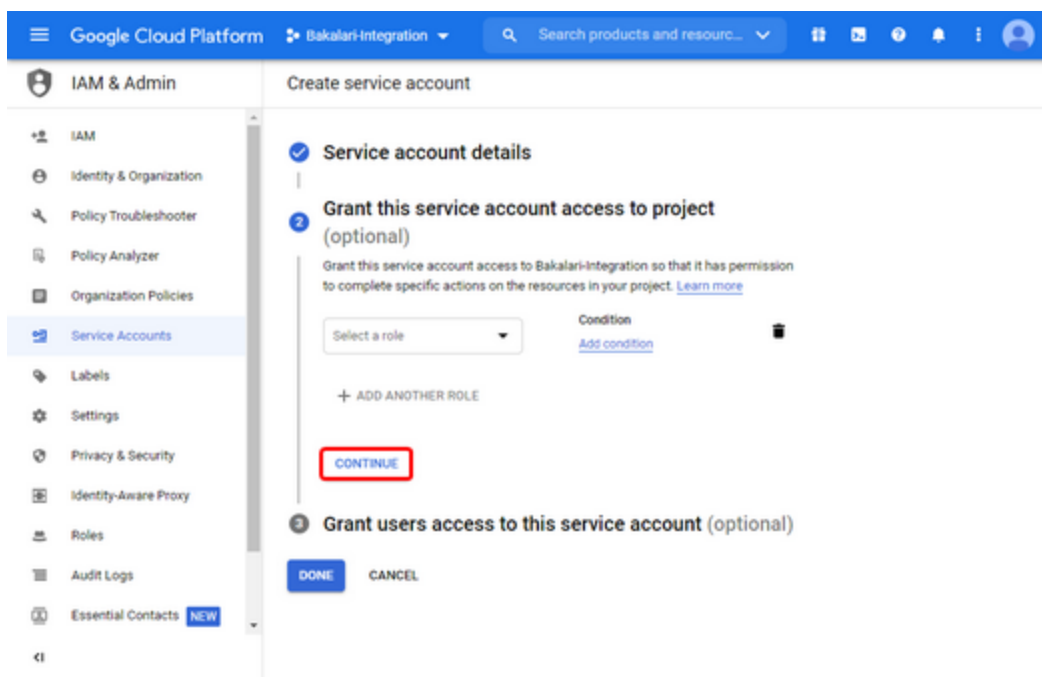 Google Cloud Platform
Bakalari-Integration
Search products and resourc...
IAM & Admin
Create service account
IAM
Identity & Organization
Policy Troubleshooter
Policy Analyzer
Organization Policies
Service Accounts
Labels
Settings
Privacy & Security
Identity-Aware Proxy
Roles
Audit Logs
Essential Contacts NEW
Service account details
2 Grant this service account access to project
(optional)
Grant this service account access to Bakalari-Integration so that it has permission
to complete specific actions on the resources in your project. Learn more
Select a role
Condition
Add condition
+ ADD ANOTHER ROLE
CONTINUE
3 Grant users access to this service account (optional)
DONE CANCEL